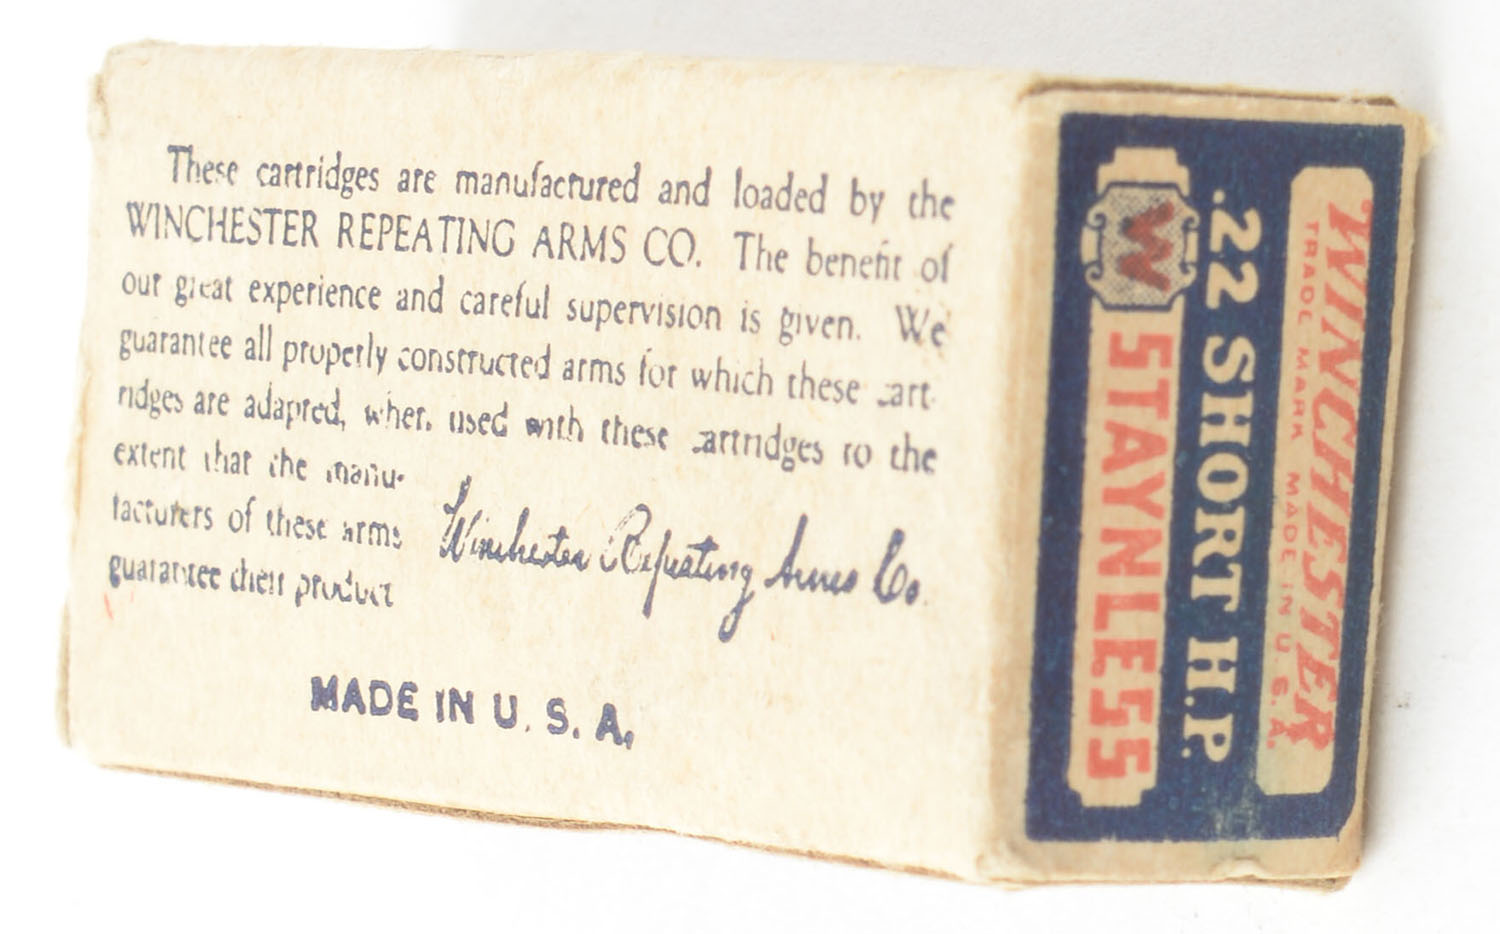 These cartridges are manufactured and loaded by the
WINCHESTER REPEATING ARMS CO. The benefit of
our great experience and careful supervision is given. We
guarantee all properly constructed arms for which these cart-
ridges are adapted, when used with these cartridges to the
extent that the manu-
facturers of these arms
guarantee their product
Winchester Repeating Arms Co.
MADE IN U. S. A.
WINCHESTER
TRADE MARK MADE IN U.S.A.
.22 SHORT H.P.
W
STAYNLESS